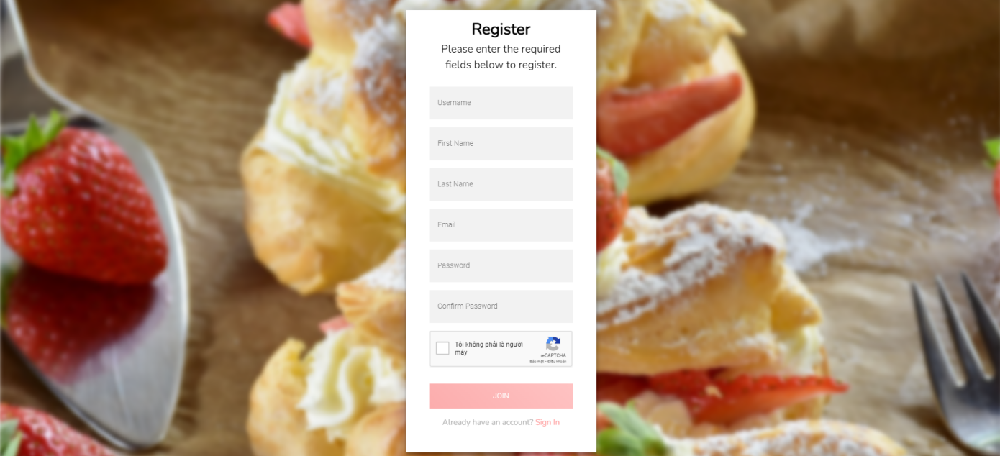 Register
Please enter the required
fields below to register.
Username
First Name
Last Name
Email
Password
Confirm Password
Tôi không phải là người
máy
reCAPTCHA
Bảo mật - Điều khoản
JOIN
Already have an account? Sign In